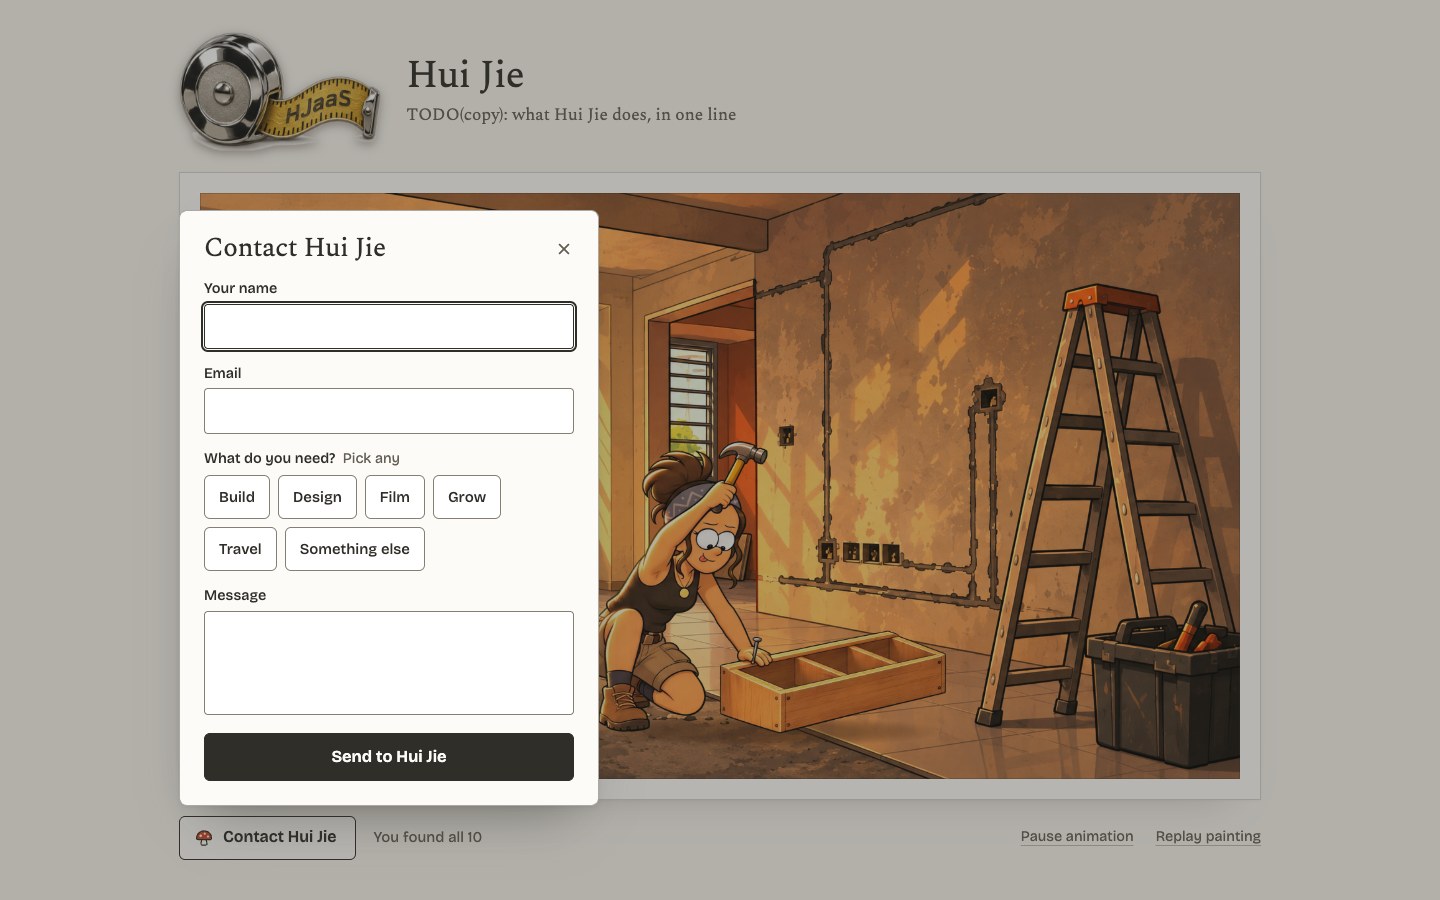 HJaaS
Hui Jie
TODO(copy): what Hui Jie does, in one line
Contact Hui Jie
×
Your name
Email
What do you need? Pick any
Build Design Film Grow
Travel Something else
Message
Send to Hui Jie
Contact Hui Jie You found all 10 Pause animation Replay painting